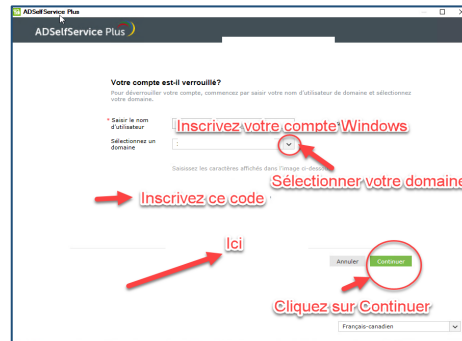 ADSelfService Plus
ADSelfService Plus
Votre compte est-il verrouillé?
Pour déverrouiller votre compte, commencez par saisir votre nom d'utilisateur de domaine et sélectionnez
votre domaine.
* Saisir le nom
d'utilisateur
Inscrivez votre compte Windows
Sélectionnez un
domaine
Saisissez les caractères affichés dans l'image ci-dessous
Sélectionner votre domaine
Inscrivez ce code
Ici
Annuler
Continuer
Cliquez sur Continuer
Français-canadien